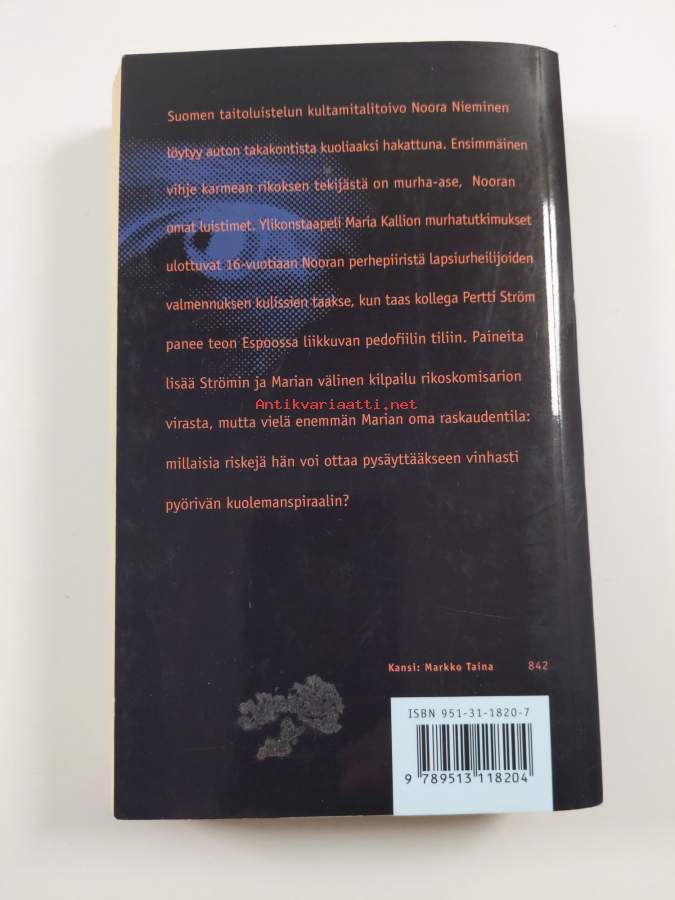 Suomen taitoluistelun kultamitalitoivo Noora Nieminen
löytyy auton takakontista kuoliaaksi hakattuna. Ensimmäinen
vihje karmean rikoksen tekijästä on murha-ase, Nooran
omat luistimet. Ylikonstaapeli Maria Kallion murhatutkimukset
ulottuvat 16-vuotiaan Nooran perhepiiristä lapsiurheilijoiden
valmennuksen kulissien taakse, kun taas kollega Pertti Ström
panee teon Espoossa liikkuvan pedofiilin tiliin. Paineita
lisää Strömin ja Marian välinen kilpailu rikoskomisarion
Antikvariaatti.net
virasta, mutta vielä enemmän Marian oma raskaudentila:
millaisia riskejä hän voi ottaa pysäyttääkseen vinhasti
pyörivän kuolemanspiraalin?
Kansi: Markko Taina 842
ISBN 951-31-1820-7
9 789513 118204